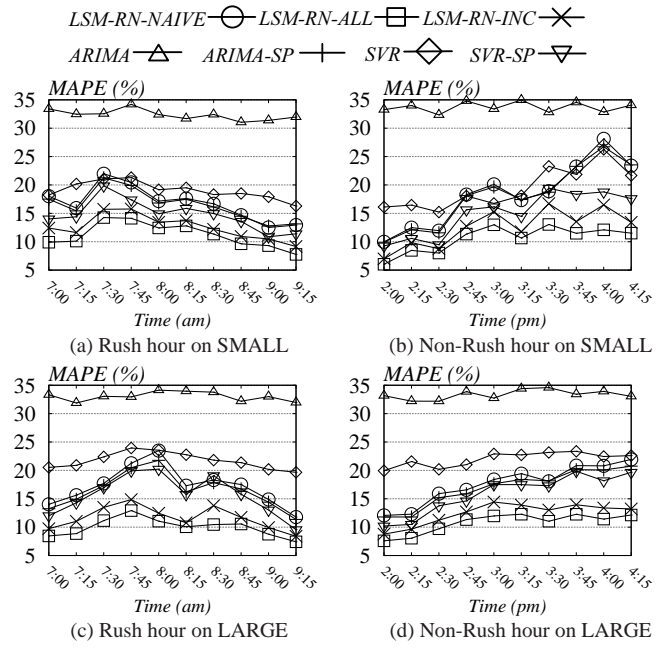 LSM-RN-NAIVE LSM-RN-ALL LSM-RN-INC
ARIMA ARIMA-SP SVR SVR-SP
MAPE (%)
35
30
25
20
15
10
5
7:00 7:15 7:30 7:45 8:00 8:15 8:30 8:45 9:00 9:15
Time (am)
(a) Rush hour on SMALL
MAPE (%)
35
30
25
20
15
10
5
2:00 2:15 2:30 2:45 3:00 3:15 3:30 3:45 4:00 4:15
Time (pm)
(b) Non-Rush hour on SMALL
MAPE (%)
35
30
25
20
15
10
5
7:00 7:15 7:30 7:45 8:00 8:15 8:30 8:45 9:00 9:15
Time (am)
(c) Rush hour on LARGE
MAPE (%)
35
30
25
20
15
10
5
2:00 2:15 2:30 2:45 3:00 3:15 3:30 3:45 4:00 4:15
Time (pm)
(d) Non-Rush hour on LARGE